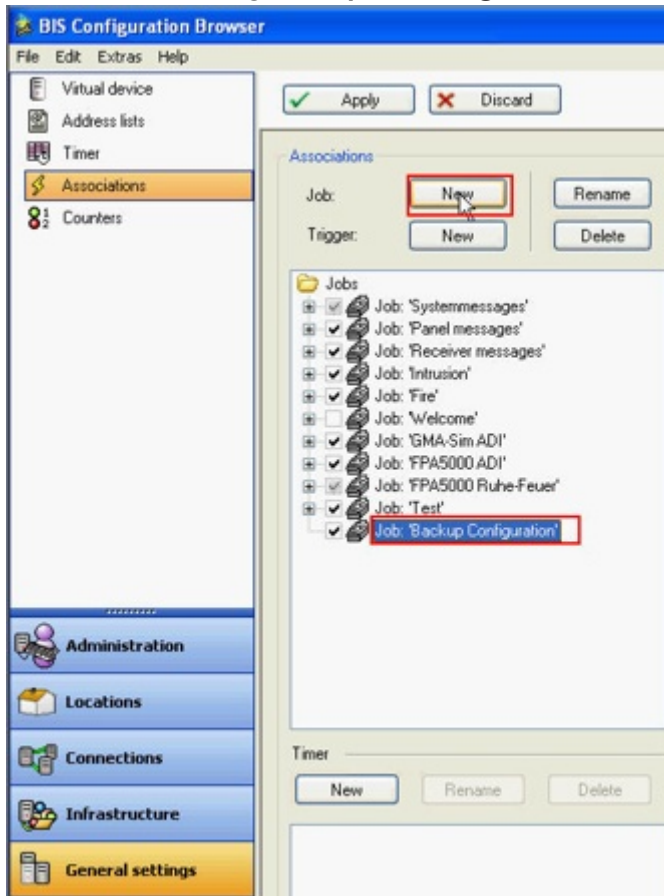 BIS Configuration Browse
File Edit Extras Help
Virtual device
Address lists
Timer
Associations
Counters
Apply
Discard
Associations
Job: New Rename
Trigger: New Delete
Jobs
Job: 'Systemmessages'
Job: 'Panel messages'
Job: 'Receiver messages'
Job: 'Intrusion'
Job: 'Fire'
Job: 'Welcome'
Job: 'GMA-Sim ADI'
Job: 'FPA5000 ADI'
Job: 'FPA5000 Ruhe-Feuer'
Job: 'Test'
Job: 'Backup Configuration'
Administration
Locations
Connections
Infrastructure
General settings
Timer
New Rename Delete